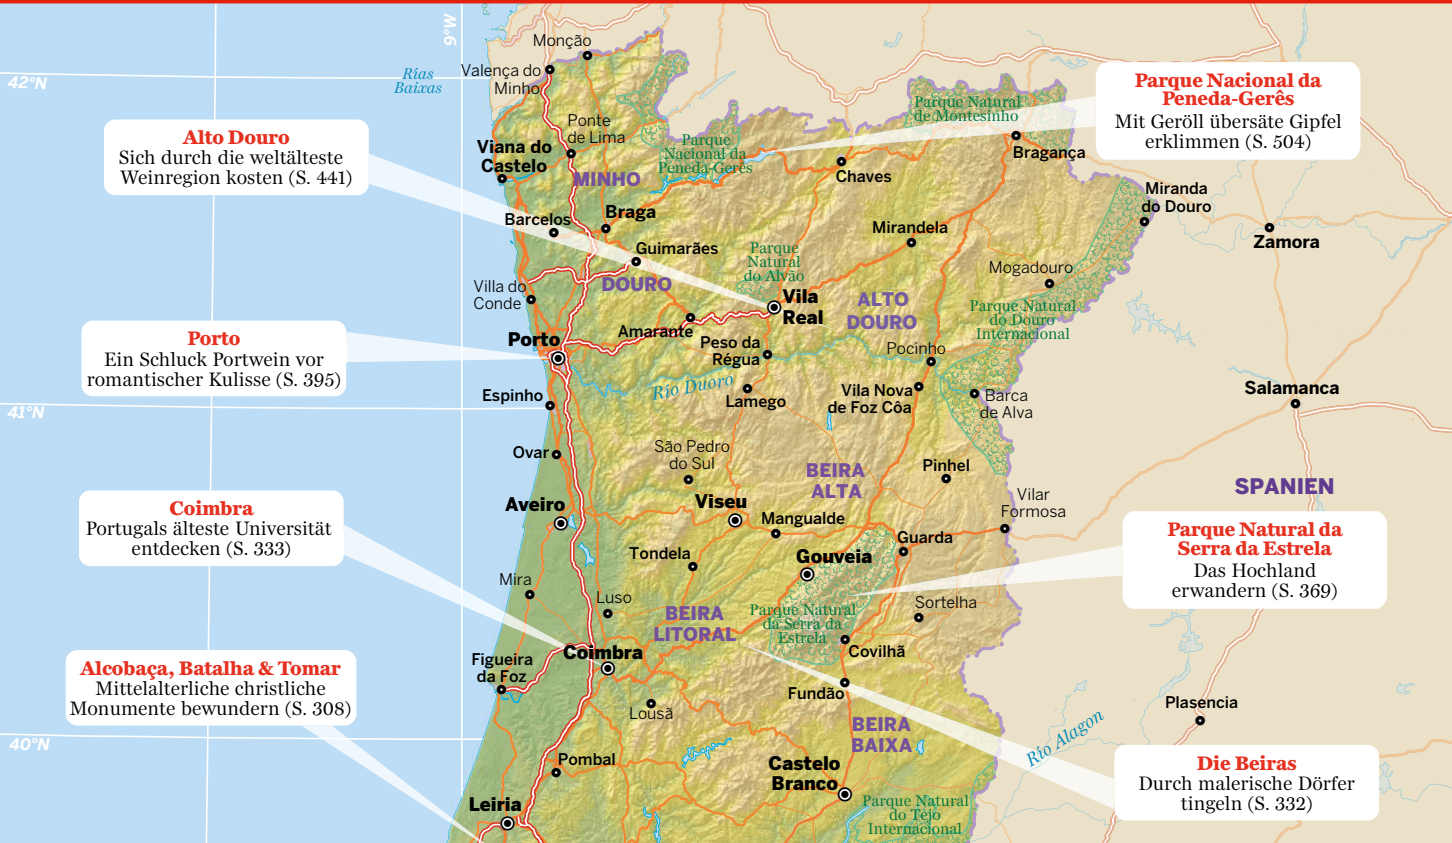 9°W
42°N
41°N
40°N
Rías
Baixas
Alto Douro
Sich durch die weltälteste
Weinregion kosten (S. 441)
Porto
Ein Schluck Portwein vor
romantischer Kulisse (S. 395)
Coimbra
Portugals älteste Universität
entdecken (S. 333)
Alcobaça, Batalha & Tomar
Mittelalterliche christliche
Monumente bewundern (S. 308)
Parque Nacional da
Peneda-Gerês
Mit Geröll übersäte Gipfel
erklimmen (S. 504)
Parque Natural da
Serra da Estrela
Das Hochland
erwandern (S. 369)
Die Beiras
Durch malerische Dörfer
tingeln (S. 332)
Monção
Valença do
Minho
Ponte
de Lima
Viana do
Castelo
MINHO
Parque
Nacional da
Peneda-Gerês
Parque Natural
de Montesinho
Bragança
Chaves
Miranda
do Douro
Zamora
Barcelos
Braga
Guimarães
Mirandela
Parque
Natural
do Alvão
Mogadouro
Villa do
Conde
DOURO
Vila
Real
ALTO
DOURO
Parque Natural
do Douro
Internacional
Porto
Amarante
Peso da
Régua
Pocinho
Río Duoro
Lamego
Vila Nova
de Foz Côa
Barca
de Alva
Salamanca
Espinho
Ovar
São Pedro
do Sul
BEIRA
ALTA
Pinhel
SPANIEN
Aveiro
Viseu
Mangualde
Vilar
Formosa
Tondela
Gouveia
Guarda
Mira
Luso
BEIRA
LITORAL
Parque Natural
da Serra da
Estrela
Sortelha
Coimbra
Covilhã
Figueira
da Foz
Fundão
Lousã
BEIRA
BAIXA
Plasencia
Río Alagon
Pombal
Castelo
Branco
Leiria
Parque Natural
do Tejo
Internacional